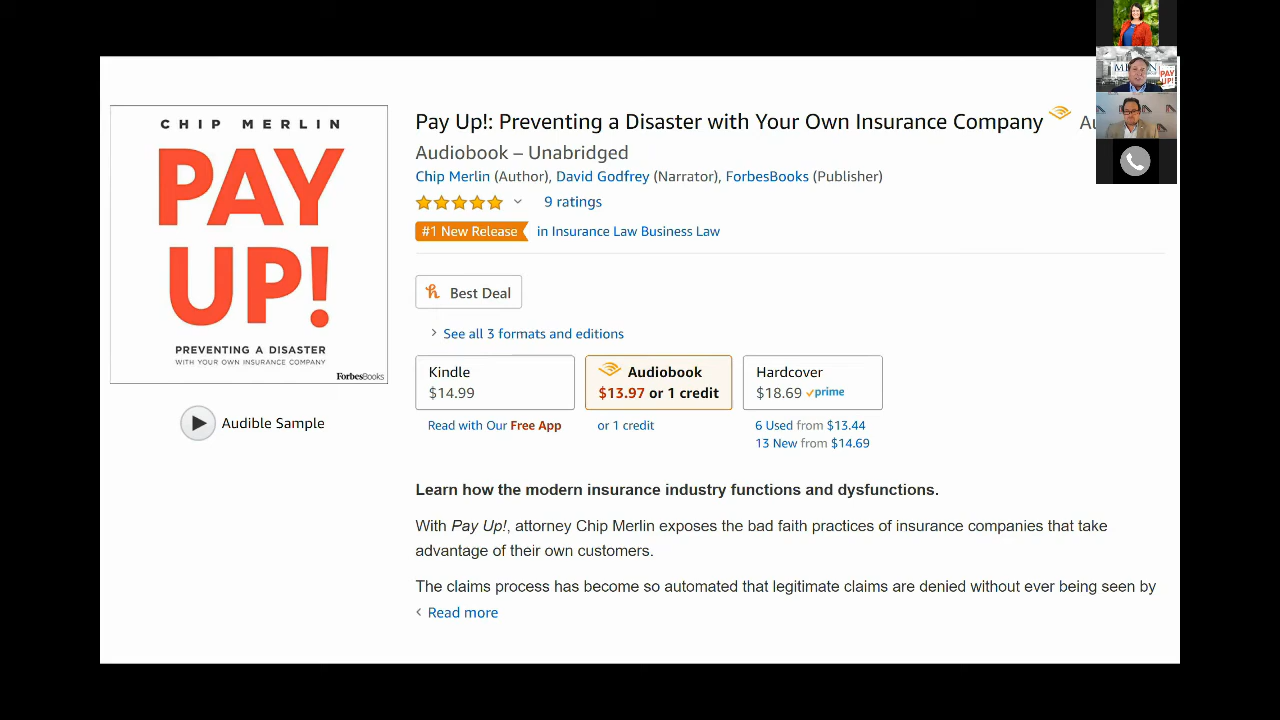 CHIP MERLIN
PAY
UP!
PREVENTING A DISASTER
WITH YOUR OWN INSURANCE COMPANY
ForbesBooks
Audible Sample
Pay Up!: Preventing a Disaster with Your Own Insurance Company
Audiobook – Unabridged
Chip Merlin (Author), David Godfrey (Narrator), ForbesBooks (Publisher)
9 ratings
#1 New Release in Insurance Law Business Law
Best Deal
See all 3 formats and editions
Kindle
$14.99
Read with Our Free App
Audiobook
$13.97 or 1 credit
or 1 credit
Hardcover
$18.69 prime
6 Used from $13.44
13 New from $14.69
Learn how the modern insurance industry functions and dysfunctions.
With Pay Up!, attorney Chip Merlin exposes the bad faith practices of insurance companies that take
advantage of their own customers.
The claims process has become so automated that legitimate claims are denied without ever being seen by
Read more
PAY
UP!